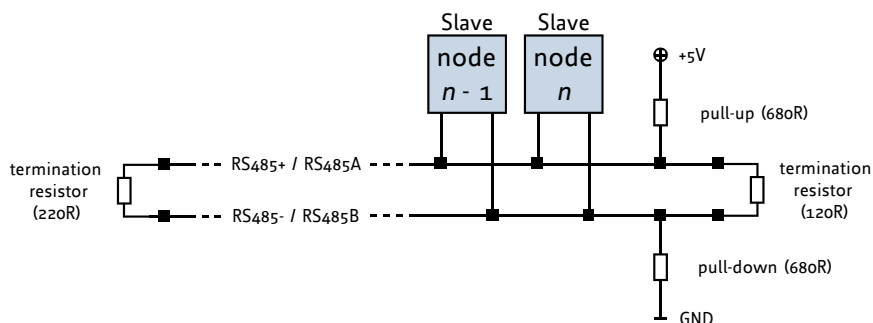 Slave
node
n - 1
Slave
node
n
+5V
pull-up (680R)
termination
resistor
(220R)
RS485+ / RS485A
RS485- / RS485B
termination
resistor
(120R)
pull-down (680R)
GND